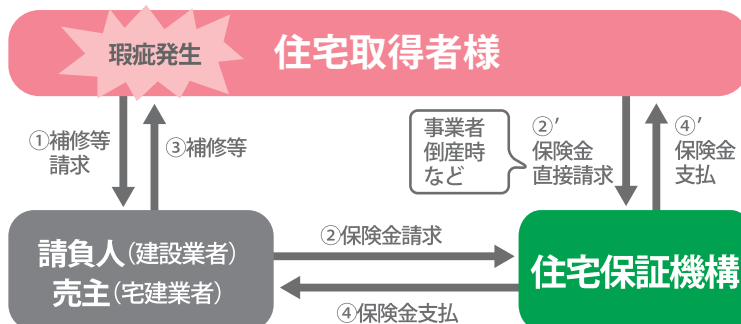 瑕疵発生
住宅取得者様
①補修等
請求
③補修等
事業者
倒産時
など
②′
保険金
直接請求
④′
保険金
支払
請負人(建設業者)
売主(宅建業者)
②保険金請求
④保険金支払
住宅保証機構